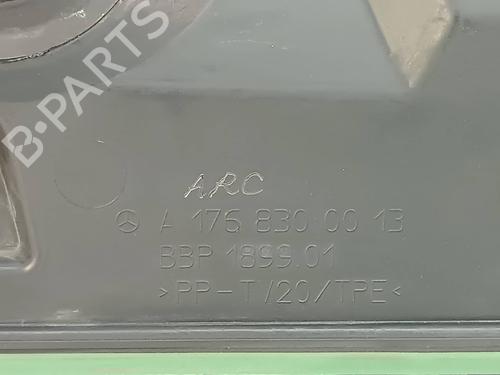 B-PARTS
ARC
A 176 830 00 13
BBP 1899.01
>PP-T/20/TPE<